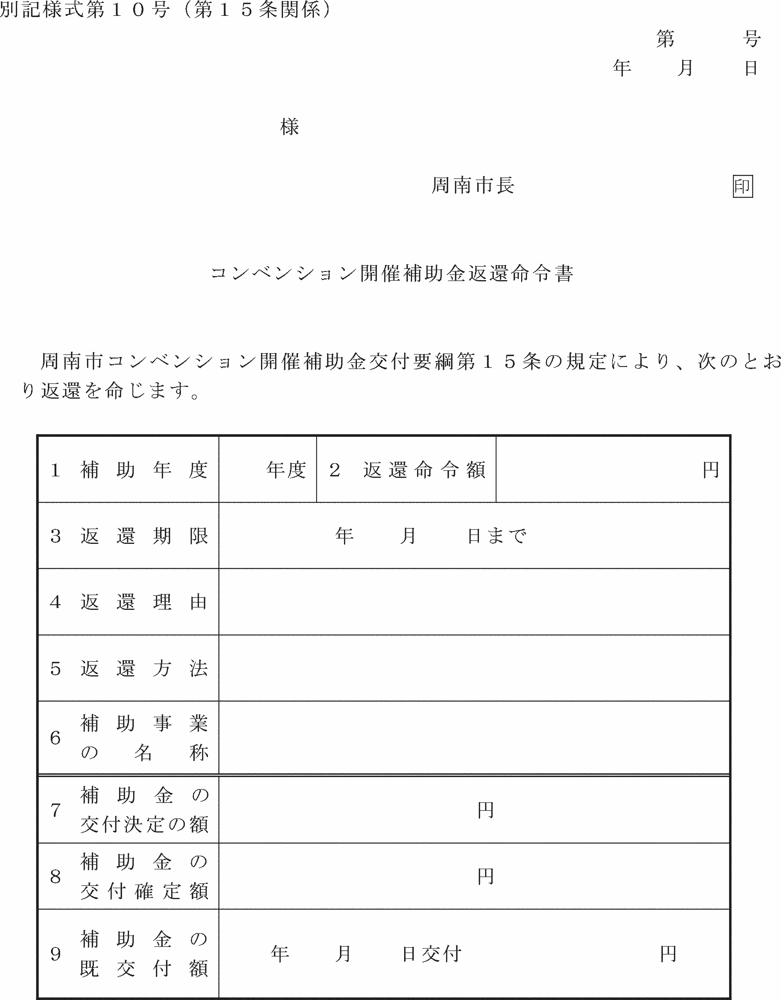 別記様式第１０号（第１５条関係）
第　　　号
年　　月　　日
様
周南市長　　　　　　　　　　印
コンベンション開催補助金返還命令書
周南市コンベンション開催補助金交付要綱第１５条の規定により、次のとお
り返還を命じます。
1　補助年度　　年度　2　返還命令額　　円
3　返還期限　　年　　月　　日まで
4　返還理由
5　返還方法
6　補助事業
の名称
7　補助金の
交付決定の額　　円
8　補助金の
交付確定額　　円
9　補助金の
既交付額　　年　　月　　日交付　　円